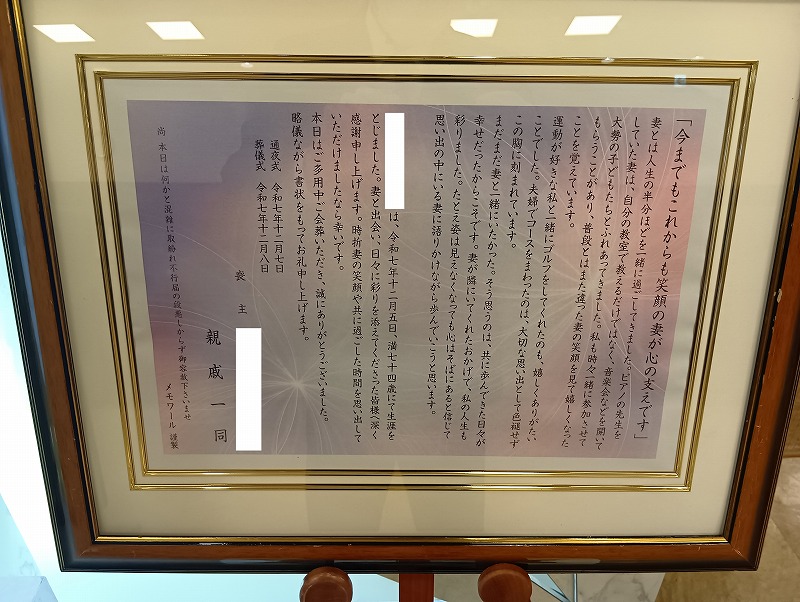 「今までもこれからも笑顔の妻が心の支えです」
妻とは人生の半分ほどを一緒に過ごしてきました。ピアノの先生を
していた妻は、自分の教室で教えるだけではなく、音楽会などを開いて
大勢の子どもたちとふれあってきました。私も時々一緒に参加させて
もらうことがあり、普段とはまた違った妻の笑顔を見て嬉しくなった
ことを覚えています。
運動が好きな私と一緒にゴルフをしてくれたのも、嬉しくありがたい
ことでした。夫婦でコースをまわったのは、大切な思い出として色褪せず
この胸に刻まれています。
まだまだ妻と一緒にいたかった。そう思うのは、共に歩んできた日々が
幸せだったからこそです。妻が隣にいてくれたおかげで、私の人生も
彩りました。たとえ姿は見えなくなっても心はそばにあると信じて
思い出の中にいる妻に語りかけながら歩んでいこうと思います。
は、令和七年十二月五日 満七十四歳にて生涯を
とじました。妻と出会い、日々に彩りを添えてくださった皆様へ深く
感謝申し上げます。時折妻の笑顔や共に過ごした時間を思い出して
いただけましたなら幸いです。
本日はご多用中ご会葬いただき、誠にありがとうございました。
略儀ながら書状をもってお礼申し上げます。
通夜式 令和七年十二月七日
葬儀式 令和七年十二月八日
喪主
親戚一同
尚 本日は何かと混雑に取紛れ不行届の段悪しからず御容赦下さいませ
メモワール 謹製